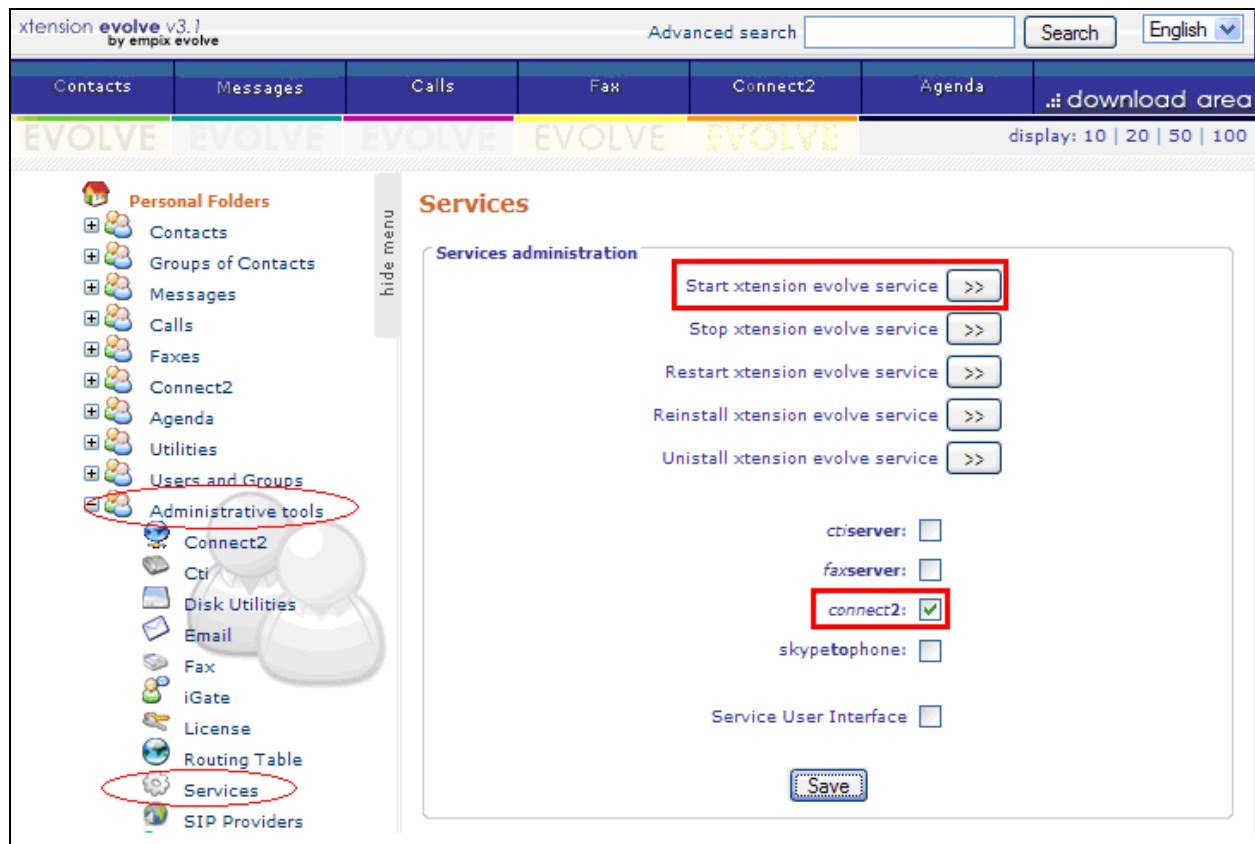 xtension evolve v3.1
by empix evolve
Advanced search
Search
English
Contacts
Messages
Calls
Fax
Connect2
Agenda
.:i download area
EVOLVE EVOLVE EVOLVE EVOLVE EVOLVE
display: 10 | 20 | 50 | 100
Personal Folders
Contacts
Groups of Contacts
Messages
Calls
Faxes
Connect2
Agenda
Utilities
Users and Groups
Administrative tools
Connect2
Cti
Disk Utilities
Email
Fax
iGate
License
Routing Table
Services
SIP Providers
hide menu
Services
Services administration
Start xtension evolve service >>
Stop xtension evolve service >>
Restart xtension evolve service >>
Reinstall xtension evolve service >>
Unistall xtension evolve service >>
ctiserver:
faxserver:
connect2:
skypetophone:
Service User Interface
Save